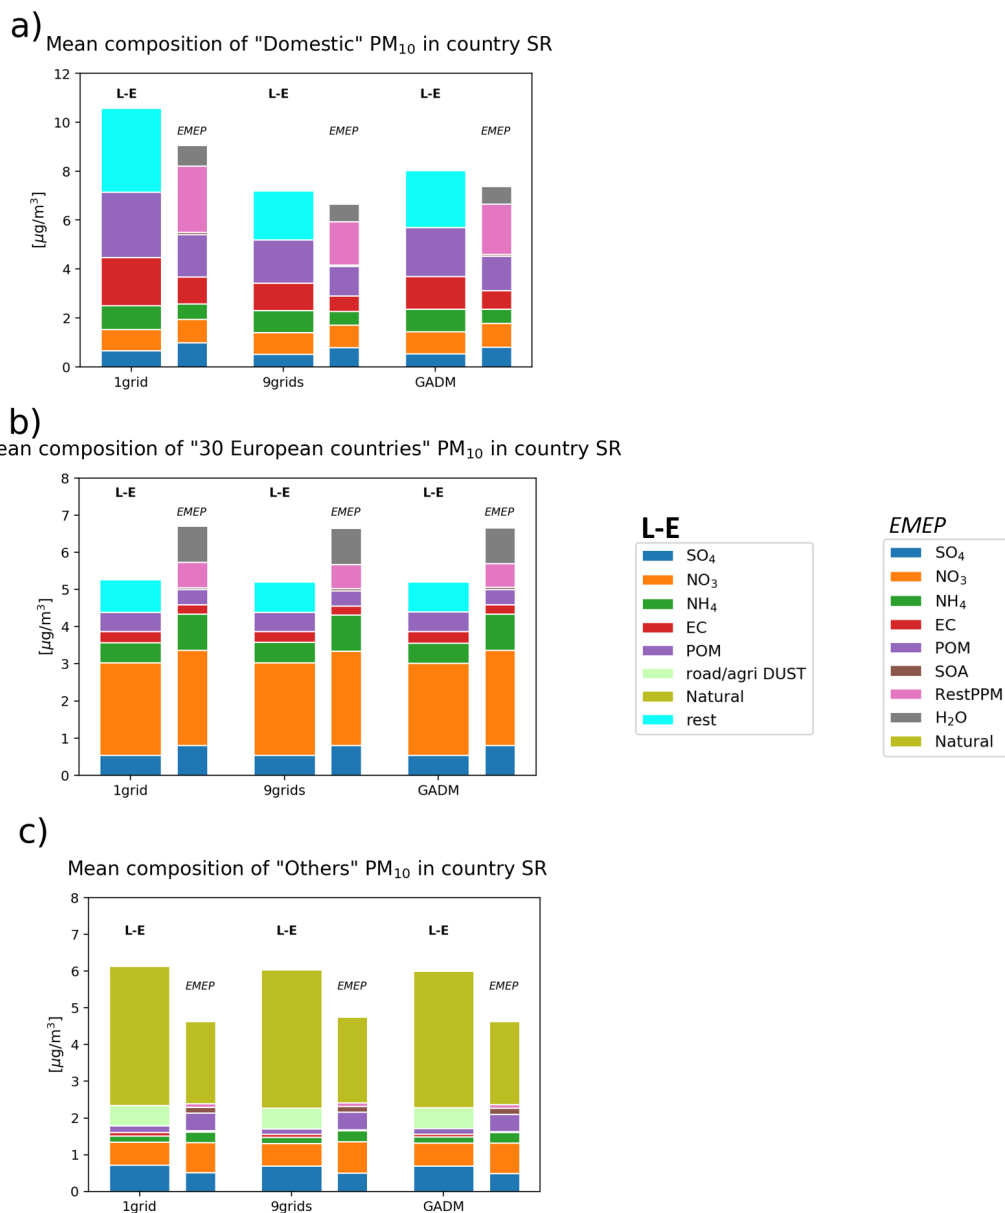 a)
Mean composition of "Domestic" PM₁₀ in country SR
12
10
8
6
4
2
0
[μg/m³]
L-E
EMEP
L-E
EMEP
L-E
EMEP
1grid
9grids
GADM
b)
ean composition of "30 European countries" PM₁₀ in country SR
8
7
6
5
4
3
2
1
0
[μg/m³]
L-E
EMEP
L-E
EMEP
L-E
EMEP
1grid
9grids
GADM
L-E
SO₄
NO₃
NH₄
EC
POM
road/agri DUST
Natural
rest
EMEP
SO₄
NO₃
NH₄
EC
POM
SOA
RestPPM
H₂O
Natural
c)
Mean composition of "Others" PM₁₀ in country SR
8
7
6
5
4
3
2
1
0
[μg/m³]
L-E
EMEP
L-E
EMEP
L-E
EMEP
1grid
9grids
GADM